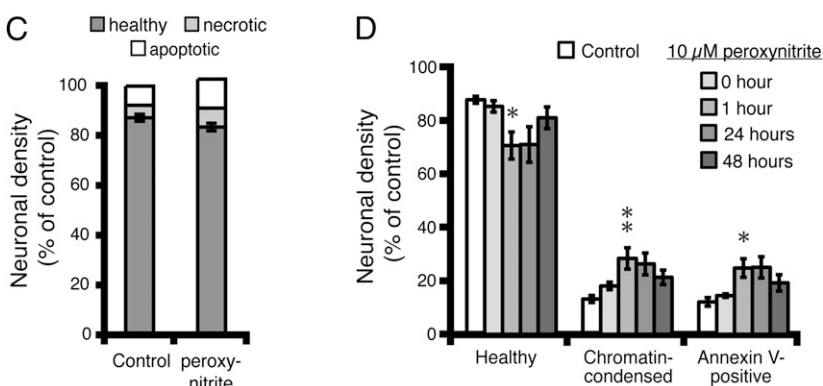 C
healthy necrotic
apoptotic
Neuronal density
(% of control)
100
80
60
40
20
0
Control peroxy-
nitrite
D
Control 10 µM peroxynitrite
0 hour
1 hour
24 hours
48 hours
Neuronal density
(% of control)
100
80
60
40
20
0
*
*
*
*
Healthy Chromatin-
condensed Annexin V-
positive